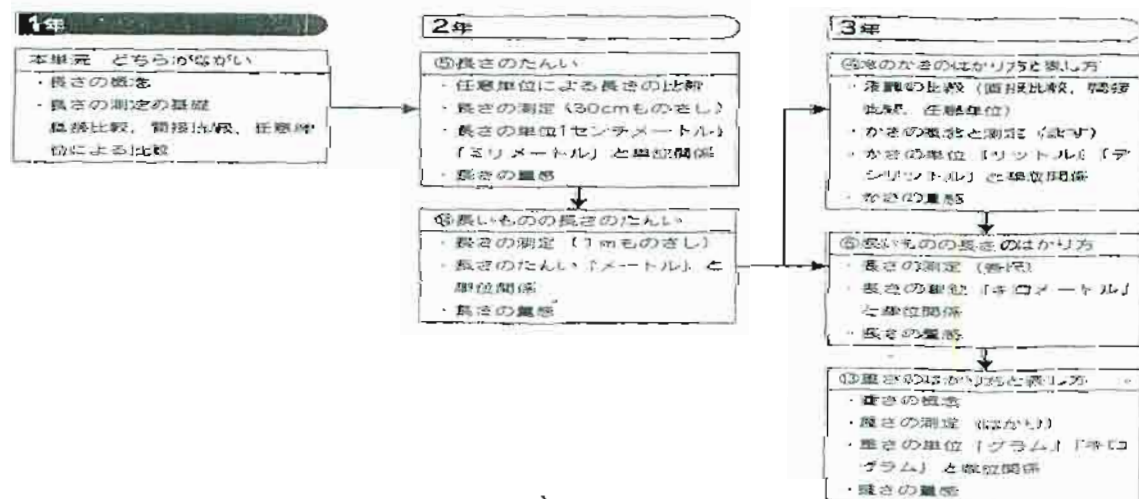 1年
本単元 どちらがながい
・長さの概念
・長さの測定の基礎
直接比較, 間接比較, 任意単
位による比較
2年
⑤長さのたんい
・任意単位による長さの比較
・長さの測定（30cmものさし）
・長さの単位「センチメートル」
「ミリメートル」と単位関係
・長さの量感
長いものの長さのたんい
・長さの測定（1mものさし）
・長さのたんい「メートル」と
単位関係
・長さの量感
3年
かさのはかり方と表し方
・液量の比較（直接比較, 間接
比較, 任意単位）
・かさの概念と測定（ます）
・かさの単位「リットル」「デ
シリットル」と単位関係
・かさの量感
長いものの長さのはかり方
・長さの測定（巻尺）
・長さの単位「キロメートル」
と単位関係
・長さの量感
重さのはかり方と表し方
・重さの概念
・重さの測定（はかり）
・重さの単位「グラム」「キロ
グラム」と単位関係
・重さの量感